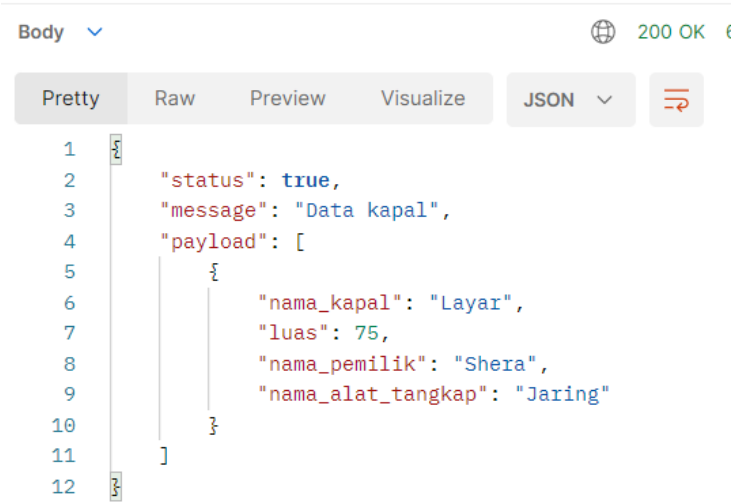 Body 200 OK 6
Pretty Raw Preview Visualize JSON
1 {
2 "status": true,
3 "message": "Data kapal",
4 "payload": [
5 {
6 "nama_kapal": "Layar",
7 "luas": 75,
8 "nama_pemilik": "Shera",
9 "nama_alat_tangkap": "Jaring"
10 }
11 ]
12 }